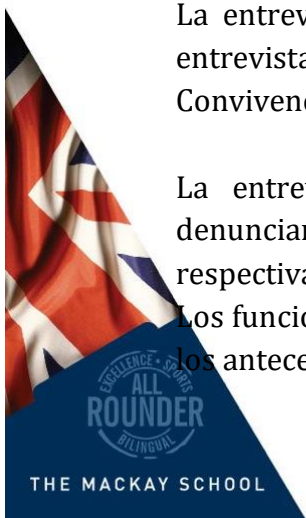 La entrev
entrevista
Convivenc
La entre
denuncian
respectiva
Los funcio
los antece
EXCELLENCE • SPORTS
ALL
ROUNDER
BILINGUAL
THE MACKAY SCHOOL